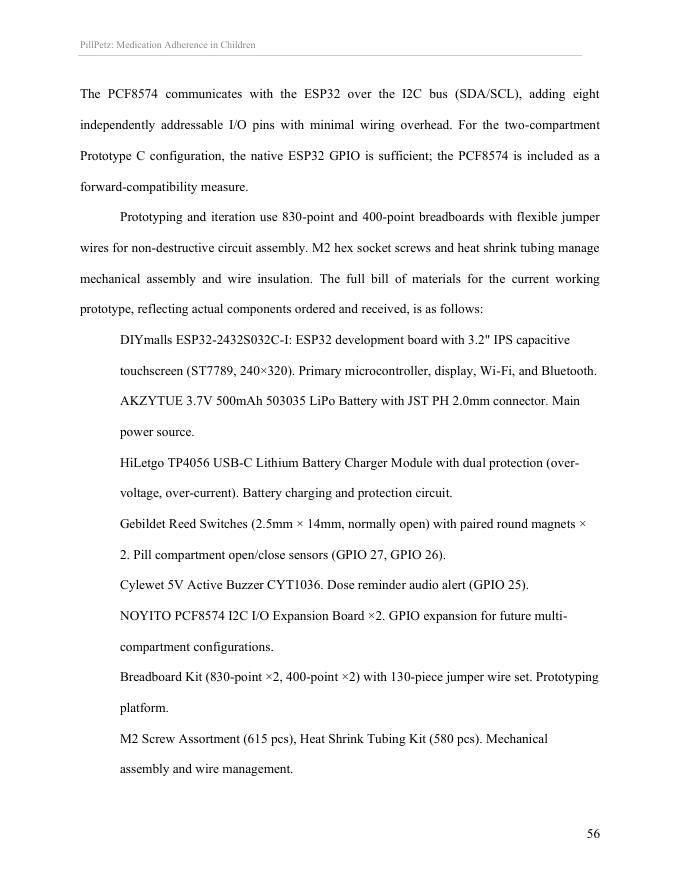 PillPetz: Medication Adherence in Children
The PCF8574 communicates with the ESP32 over the I2C bus (SDA/SCL), adding eight
independently addressable I/O pins with minimal wiring overhead. For the two-compartment
Prototype C configuration, the native ESP32 GPIO is sufficient; the PCF8574 is included as a
forward-compatibility measure.
Prototyping and iteration use 830-point and 400-point breadboards with flexible jumper
wires for non-destructive circuit assembly. M2 hex socket screws and heat shrink tubing manage
mechanical assembly and wire insulation. The full bill of materials for the current working
prototype, reflecting actual components ordered and received, is as follows:
DIYmalls ESP32-2432S032C-I: ESP32 development board with 3.2" IPS capacitive
touchscreen (ST7789, 240×320). Primary microcontroller, display, Wi-Fi, and Bluetooth.
AKZYTUE 3.7V 500mAh 503035 LiPo Battery with JST PH 2.0mm connector. Main
power source.
HiLetgo TP4056 USB-C Lithium Battery Charger Module with dual protection (over-
voltage, over-current). Battery charging and protection circuit.
Gebildet Reed Switches (2.5mm × 14mm, normally open) with paired round magnets ×
2. Pill compartment open/close sensors (GPIO 27, GPIO 26).
Cylewet 5V Active Buzzer CYT1036. Dose reminder audio alert (GPIO 25).
NOYITO PCF8574 I2C I/O Expansion Board ×2. GPIO expansion for future multi-
compartment configurations.
Breadboard Kit (830-point ×2, 400-point ×2) with 130-piece jumper wire set. Prototyping
platform.
M2 Screw Assortment (615 pcs), Heat Shrink Tubing Kit (580 pcs). Mechanical
assembly and wire management.
56